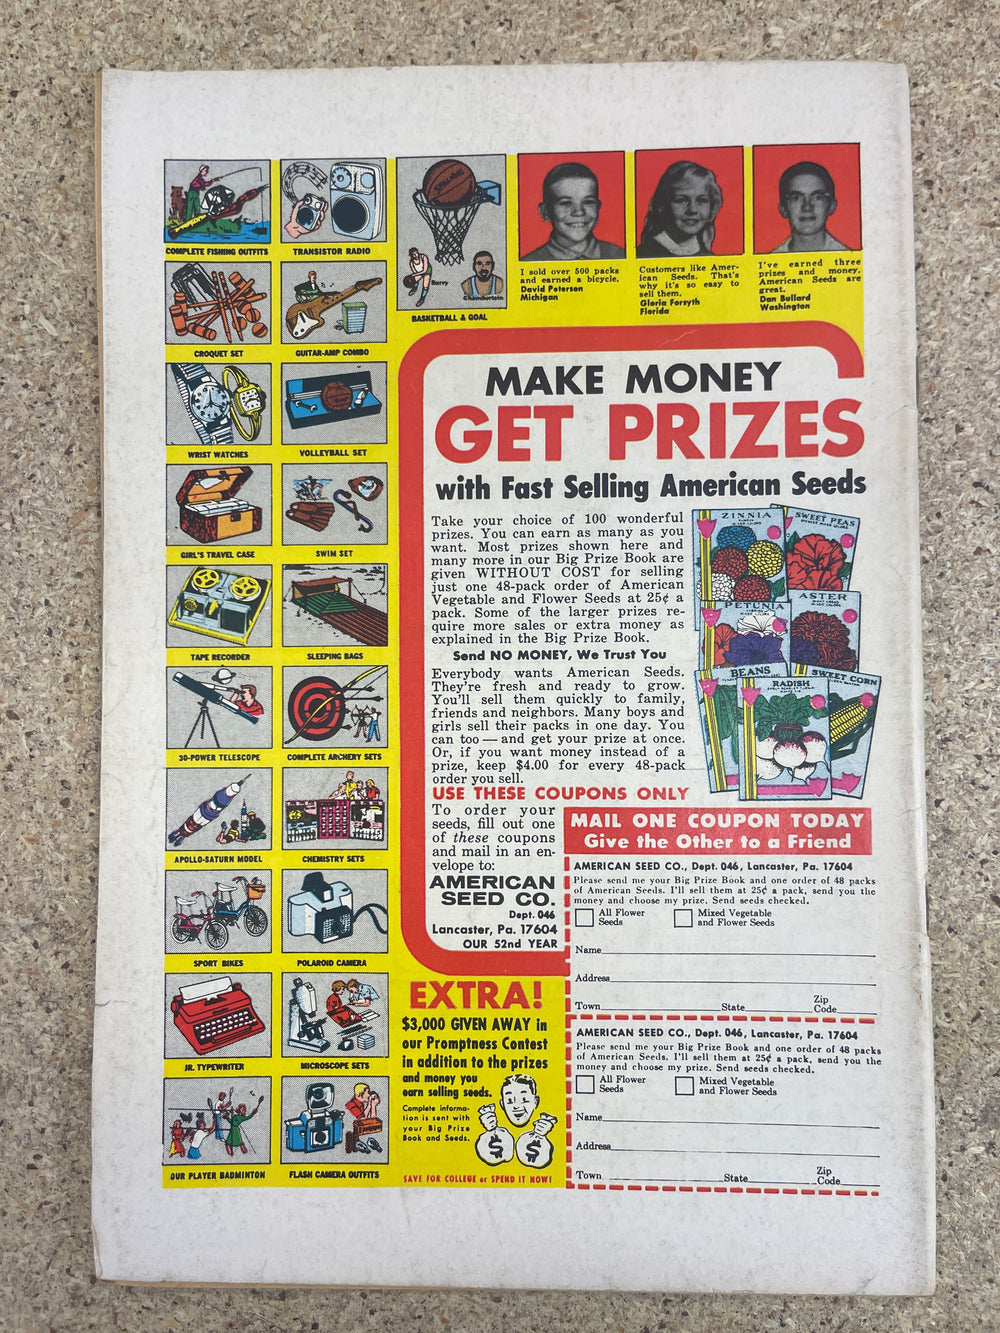 COMPLETE FISHING OUTFITS
TRANSISTOR RADIO
SPALDING
Barry
Chamberlain
BASKETBALL & GOAL
CROQUET SET
GUITAR-AMP COMBO
WRIST WATCHES
VOLLEYBALL SET
GIRL'S TRAVEL CASE
SWIM SET
TAPE RECORDER
SLEEPING BAGS
30-POWER TELESCOPE
COMPLETE ARCHERY SETS
APOLLO-SATURN MODEL
CHEMISTRY SETS
SPORT BIKES
POLAROID CAMERA
JR. TYPEWRITER
MICROSCOPE SETS
OUR PLAYER BADMINTON
FLASH CAMERA OUTFITS
I sold over 500 packs
and earned a bicycle.
David Peterson
Michigan
Customers like Amer-
ican Seeds. That's
why it's so easy to
sell them.
Gloria Forsyth
Florida
I've earned three
prizes and money.
American Seeds are
great.
Dan Bullard
Washington
MAKE MONEY
GET PRIZES
with Fast Selling American Seeds
Take your choice of 100 wonderful
prizes. You can earn as many as you
want. Most prizes shown here and
many more in our Big Prize Book are
given WITHOUT COST for selling
just one 48-pack order of American
Vegetable and Flower Seeds at 25¢ a
pack. Some of the larger prizes re-
quire more sales or extra money as
explained in the Big Prize Book.
Send NO MONEY, We Trust You
Everybody wants American Seeds.
They're fresh and ready to grow.
You'll sell them quickly to family,
friends and neighbors. Many boys and
girls sell their packs in one day. You
can too — and get your prize at once.
Or, if you want money instead of a
prize, keep $4.00 for every 48-pack
order you sell.
USE THESE COUPONS ONLY
To order your
seeds, fill out one
of these coupons
and mail in an en-
velope to:
AMERICAN
SEED CO.
Dept. 046
Lancaster, Pa. 17604
OUR 52nd YEAR
ZINNIA
SWEET PEAS
PETUNIA
ASTER
BEANS
RADISH
SWEET CORN
MAIL ONE COUPON TODAY
Give the Other to a Friend
AMERICAN SEED CO., Dept. 046, Lancaster, Pa. 17604
Please send me your Big Prize Book and one order of 48 packs
of American Seeds. I'll sell them at 25¢ a pack, send you the
money and choose my prize. Send seeds checked.
All Flower Seeds
Mixed Vegetable and Flower Seeds
Name
Address
Town State Zip Code
AMERICAN SEED CO., Dept. 046, Lancaster, Pa. 17604
Please send me your Big Prize Book and one order of 48 packs
of American Seeds. I'll sell them at 25¢ a pack, send you the
money and choose my prize. Send seeds checked.
All Flower Seeds
Mixed Vegetable and Flower Seeds
Name
Address
Town State Zip Code
EXTRA!
$3,000 GIVEN AWAY in
our Promptness Contest
in addition to the prizes
and money you
earn selling seeds.
Complete informa-
tion is sent with
your Big Prize
Book and Seeds.
$ $
SAVE FOR COLLEGE or SPEND IT NOW!